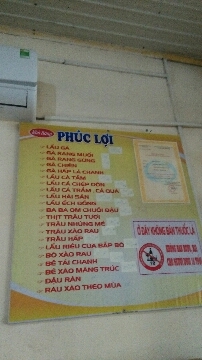 PHÚC LỢI
LẨU GÀ
GÀ RANG MUỐI
GÀ RANG GỪNG
GÀ CHIÊN
GÀ HẤP LÁ CHANH
LẨU CÁ TẦM
LẨU CÁ CHÉP DÒN
LẨU CÁ TRẮM, CÁ QUẢ
LẨU HẢI SẢN
LẨU ẾCH ĐỒNG
BA BA OM CHUỐI ĐẬU
THỊT TRÂU TƯƠI
TRÂU NHÚNG MẺ
TRÂU XÀO RAU
TRÂU HẤP
LẨU RIÊU CUA BẮP BÒ
BÒ XÀO RAU
BÊ TÁI CHANH
DÊ XÀO MĂNG TRÚC
ĐẬU RÁN
RAU XÀO THEO MÙA
Ở ĐÂY KHÔNG BÁN THUỐC LÁ